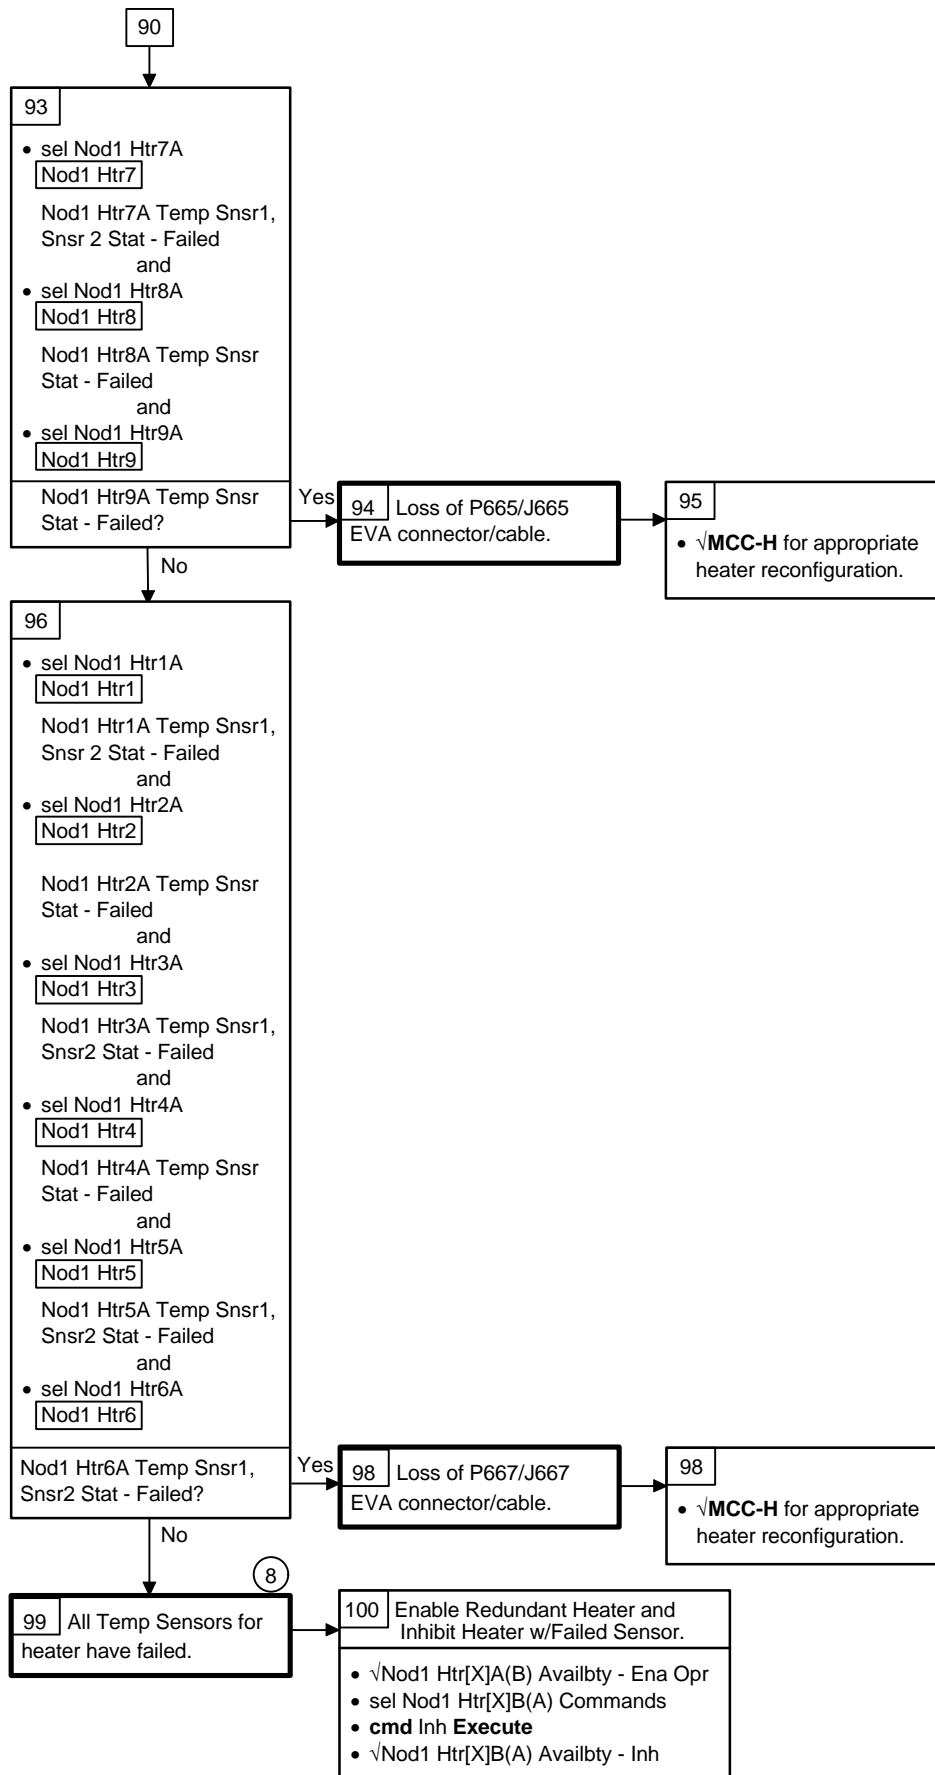 90
93
• sel Nod1 Htr7A
Nod1 Htr7
Nod1 Htr7A Temp Snsr1,
Snsr 2 Stat - Failed
and
• sel Nod1 Htr8A
Nod1 Htr8
Nod1 Htr8A Temp Snsr
Stat - Failed
and
• sel Nod1 Htr9A
Nod1 Htr9
Nod1 Htr9A Temp Snsr
Stat - Failed?
Yes
94 Loss of P665/J665
EVA connector/cable.
95
• √MCC-H for appropriate
heater reconfiguration.
No
96
• sel Nod1 Htr1A
Nod1 Htr1
Nod1 Htr1A Temp Snsr1,
Snsr 2 Stat - Failed
and
• sel Nod1 Htr2A
Nod1 Htr2
Nod1 Htr2A Temp Snsr
Stat - Failed
and
• sel Nod1 Htr3A
Nod1 Htr3
Nod1 Htr3A Temp Snsr1,
Snsr2 Stat - Failed
and
• sel Nod1 Htr4A
Nod1 Htr4
Nod1 Htr4A Temp Snsr
Stat - Failed
and
• sel Nod1 Htr5A
Nod1 Htr5
Nod1 Htr5A Temp Snsr1,
Snsr2 Stat - Failed
and
• sel Nod1 Htr6A
Nod1 Htr6
Nod1 Htr6A Temp Snsr1,
Snsr2 Stat - Failed?
Yes
98 Loss of P667/J667
EVA connector/cable.
98
• √MCC-H for appropriate
heater reconfiguration.
No
8
99 All Temp Sensors for
heater have failed.
100 Enable Redundant Heater and
Inhibit Heater w/Failed Sensor.
• √Nod1 Htr[X]A(B) Availbty - Ena Opr
• sel Nod1 Htr[X]B(A) Commands
• cmd Inh Execute
• √Nod1 Htr[X]B(A) Availbty - Inh